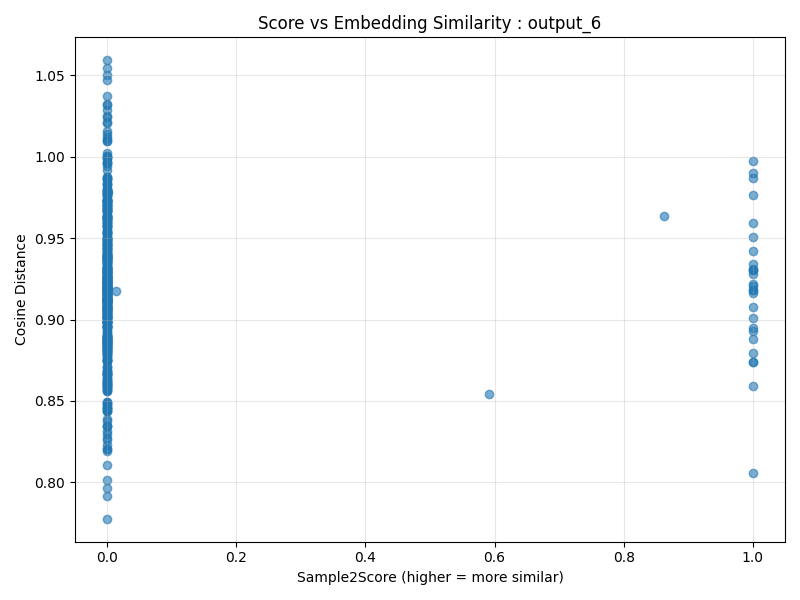 Score vs Embedding Similarity : output_6
1.05
1.00
0.95
0.90
0.85
0.80
Cosine Distance
0.0 0.2 0.4 0.6 0.8 1.0
Sample2Score (higher = more similar)